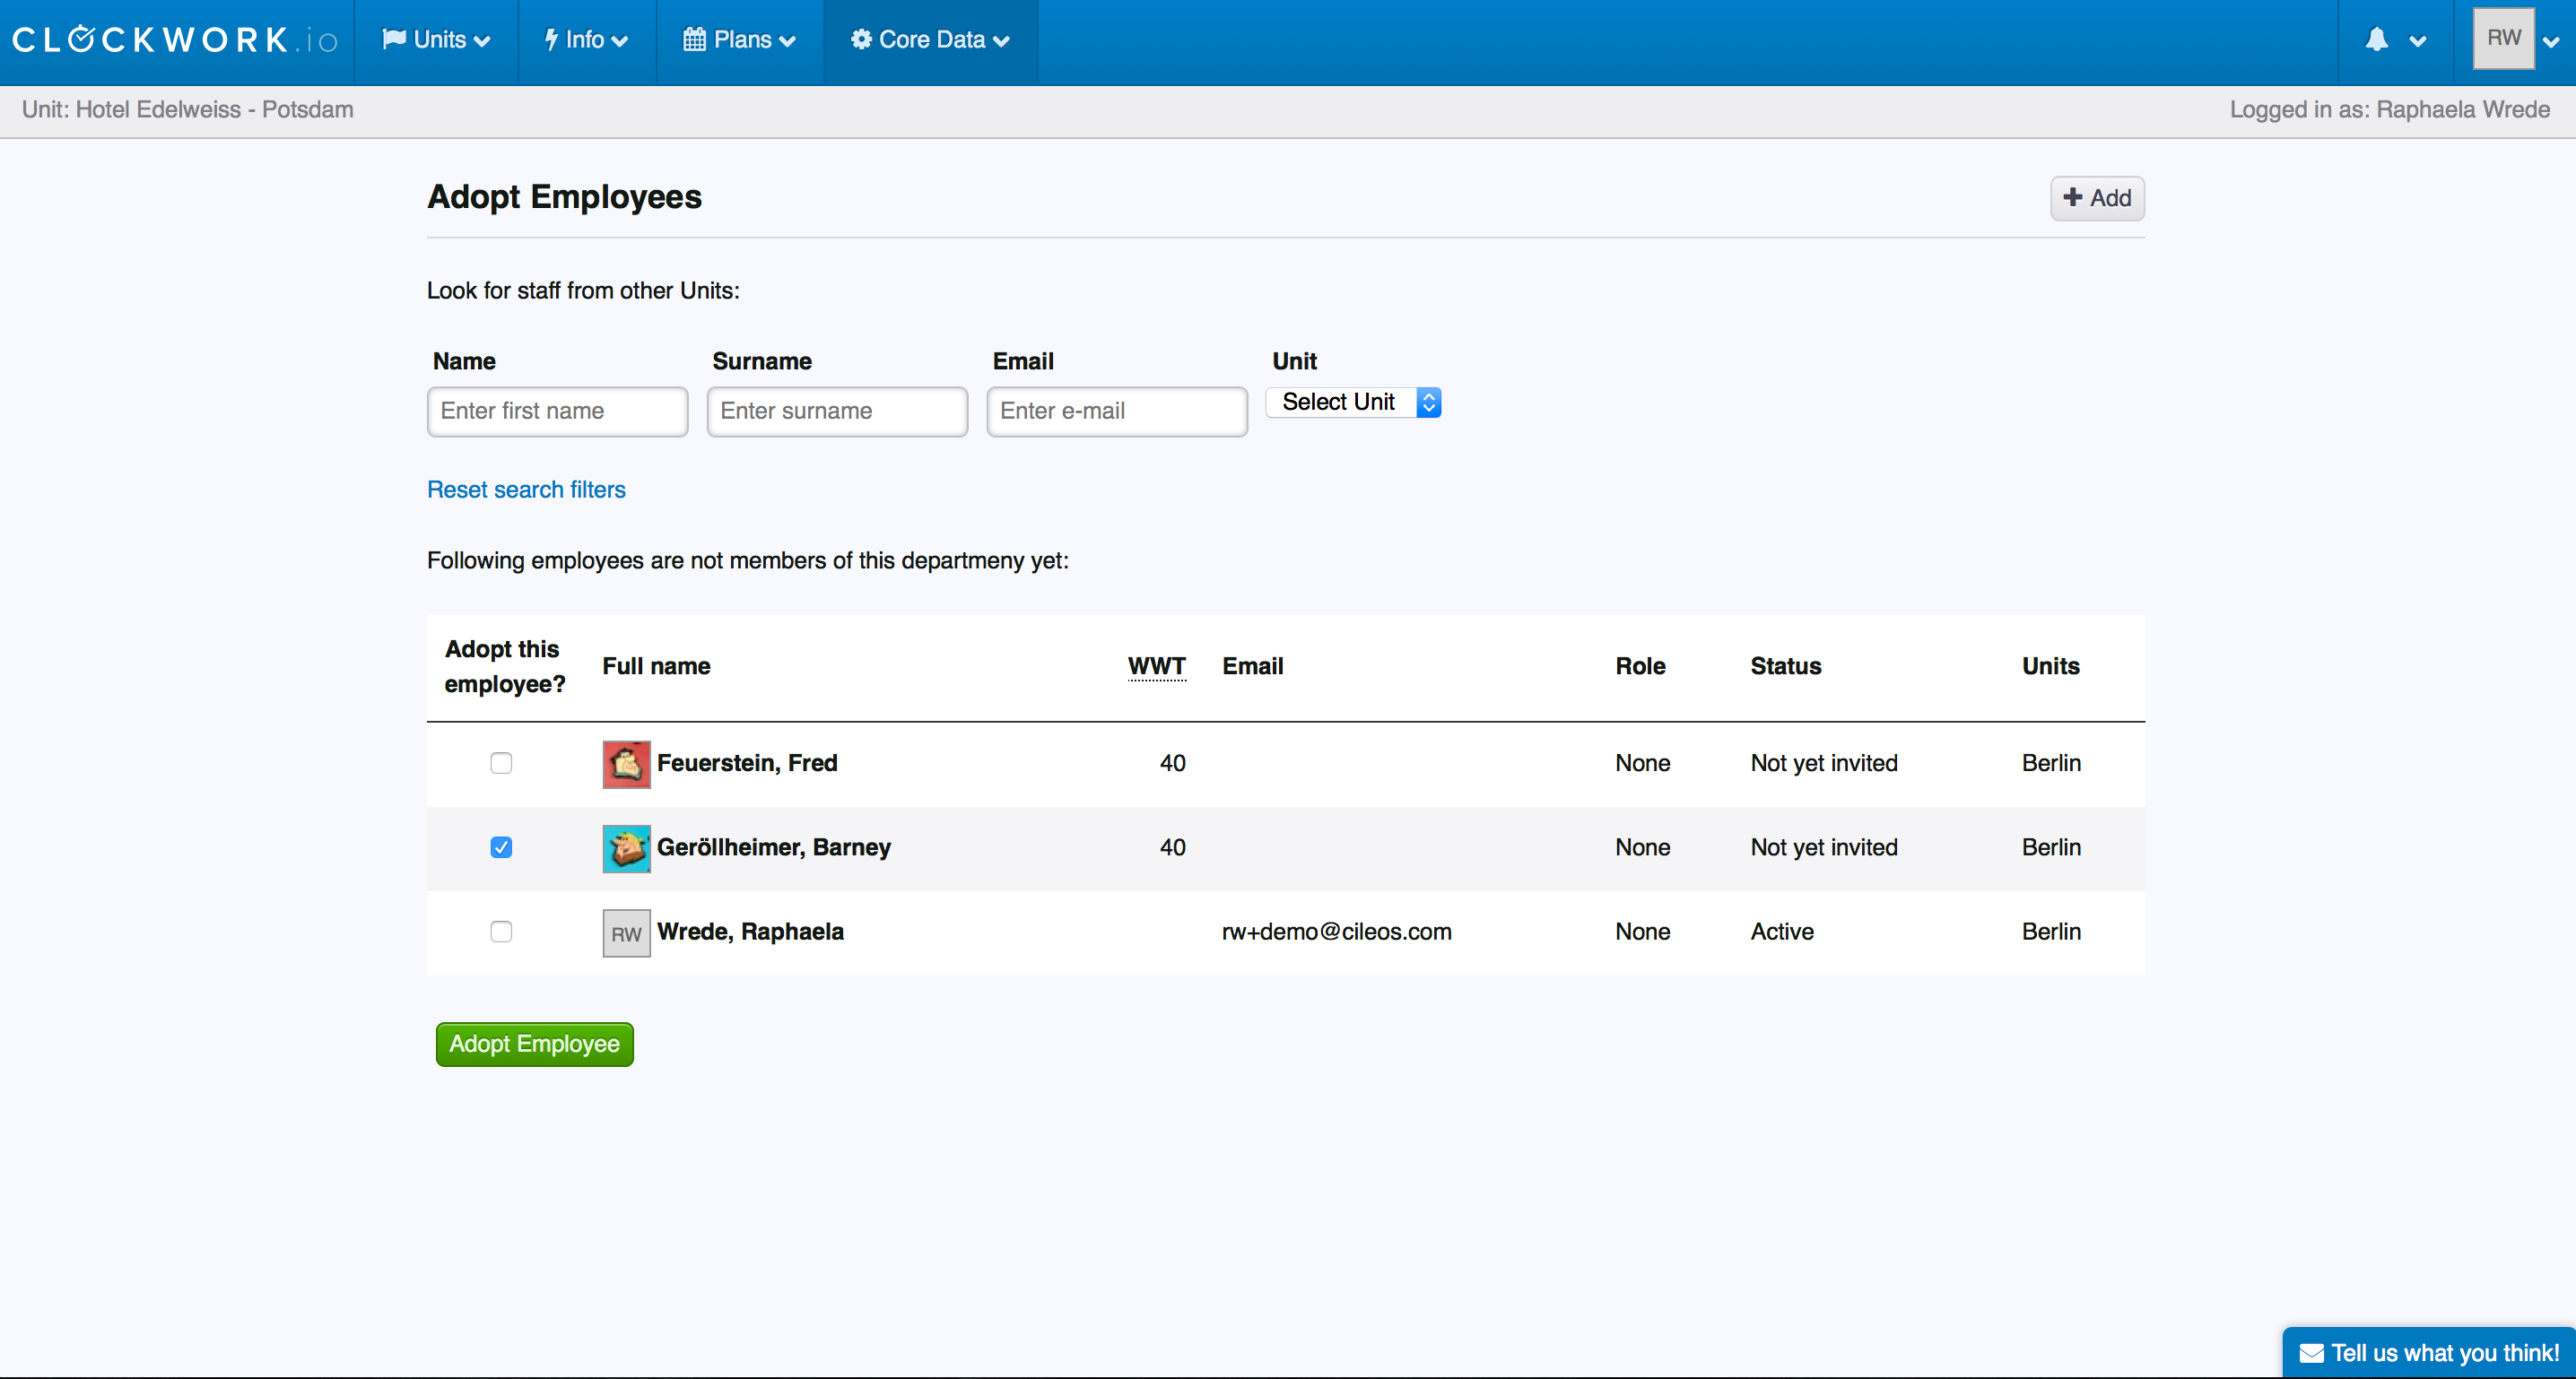 CLOCKWORK.io Units Info Plans Core Data RW
Unit: Hotel Edelweiss - Potsdam Logged in as: Raphaela Wrede
Adopt Employees + Add
Look for staff from other Units:
Name Surname Email Unit
Enter first name Enter surname Enter e-mail Select Unit
Reset search filters
Following employees are not members of this departmeny yet:
Adopt this
employee? Full name WWT Email Role Status Units
Feuerstein, Fred 40 None Not yet invited Berlin
Geröllheimer, Barney 40 None Not yet invited Berlin
RW Wrede, Raphaela rw+demo@cileos.com None Active Berlin
Adopt Employee
Tell us what you think!